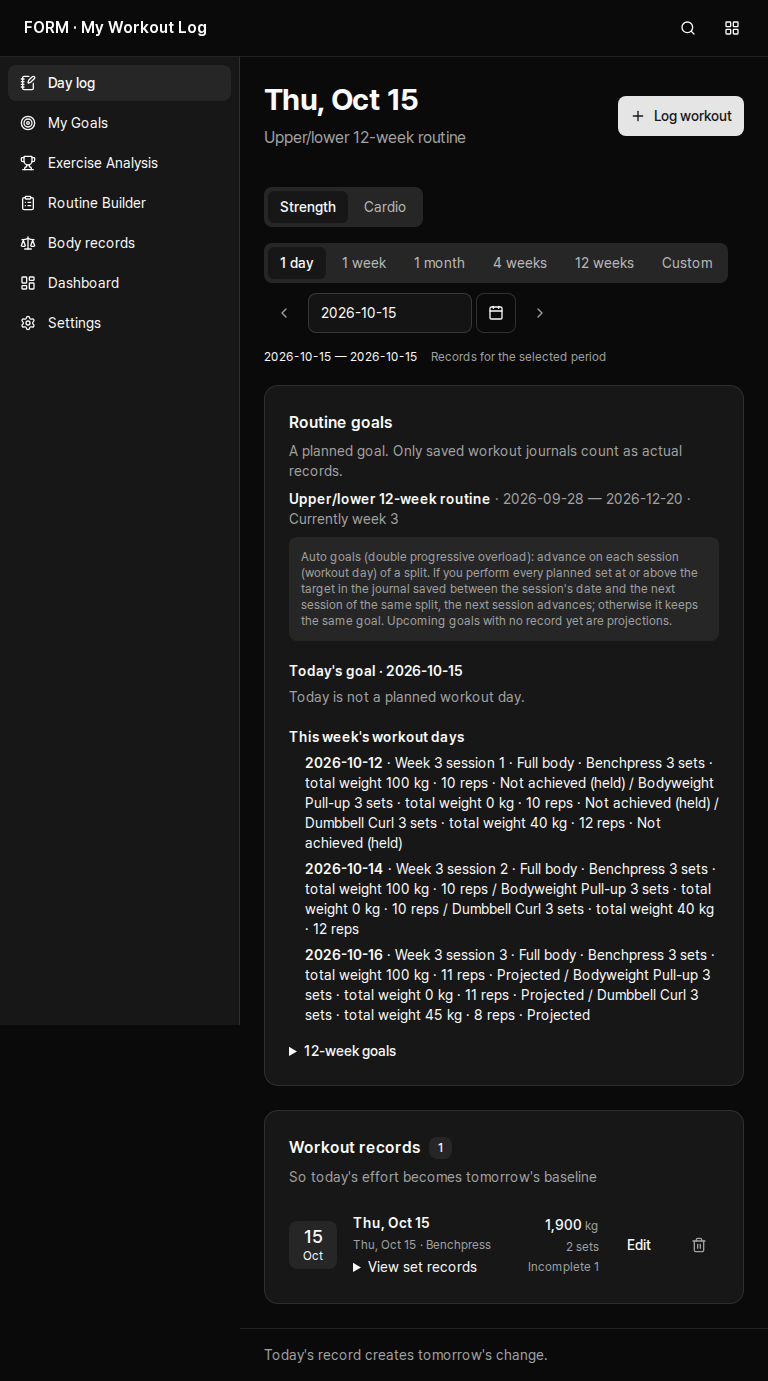 FORM · My Workout Log
Day log
My Goals
Exercise Analysis
Routine Builder
Body records
Dashboard
Settings
Thu, Oct 15
Upper/lower 12-week routine
Log workout
Strength
Cardio
1 day
1 week
1 month
4 weeks
12 weeks
Custom
2026-10-15
2026-10-15 — 2026-10-15 Records for the selected period
Routine goals
A planned goal. Only saved workout journals count as actual
records.
Upper/lower 12-week routine · 2026-09-28 — 2026-12-20 ·
Currently week 3
Auto goals (double progressive overload): advance on each session
(workout day) of a split. If you perform every planned set at or above the
target in the journal saved between the session's date and the next
session of the same split, the next session advances; otherwise it keeps
the same goal. Upcoming goals with no record yet are projections.
Today's goal · 2026-10-15
Today is not a planned workout day.
This week's workout days
2026-10-12 · Week 3 session 1 · Full body · Benchpress 3 sets ·
total weight 100 kg · 10 reps · Not achieved (held) / Bodyweight
Pull-up 3 sets · total weight 0 kg · 10 reps · Not achieved (held) /
Dumbbell Curl 3 sets · total weight 40 kg · 12 reps · Not
achieved (held)
2026-10-14 · Week 3 session 2 · Full body · Benchpress 3 sets ·
total weight 100 kg · 10 reps / Bodyweight Pull-up 3 sets · total
weight 0 kg · 10 reps / Dumbbell Curl 3 sets · total weight 40 kg
· 12 reps
2026-10-16 · Week 3 session 3 · Full body · Benchpress 3 sets ·
total weight 100 kg · 11 reps · Projected / Bodyweight Pull-up 3
sets · total weight 0 kg · 11 reps · Projected / Dumbbell Curl 3
sets · total weight 45 kg · 8 reps · Projected
12-week goals
Workout records 1
So today's effort becomes tomorrow's baseline
15
Oct
Thu, Oct 15
Thu, Oct 15 · Benchpress
View set records
1,900 kg
2 sets
Incomplete 1
Edit
Today's record creates tomorrow's change.